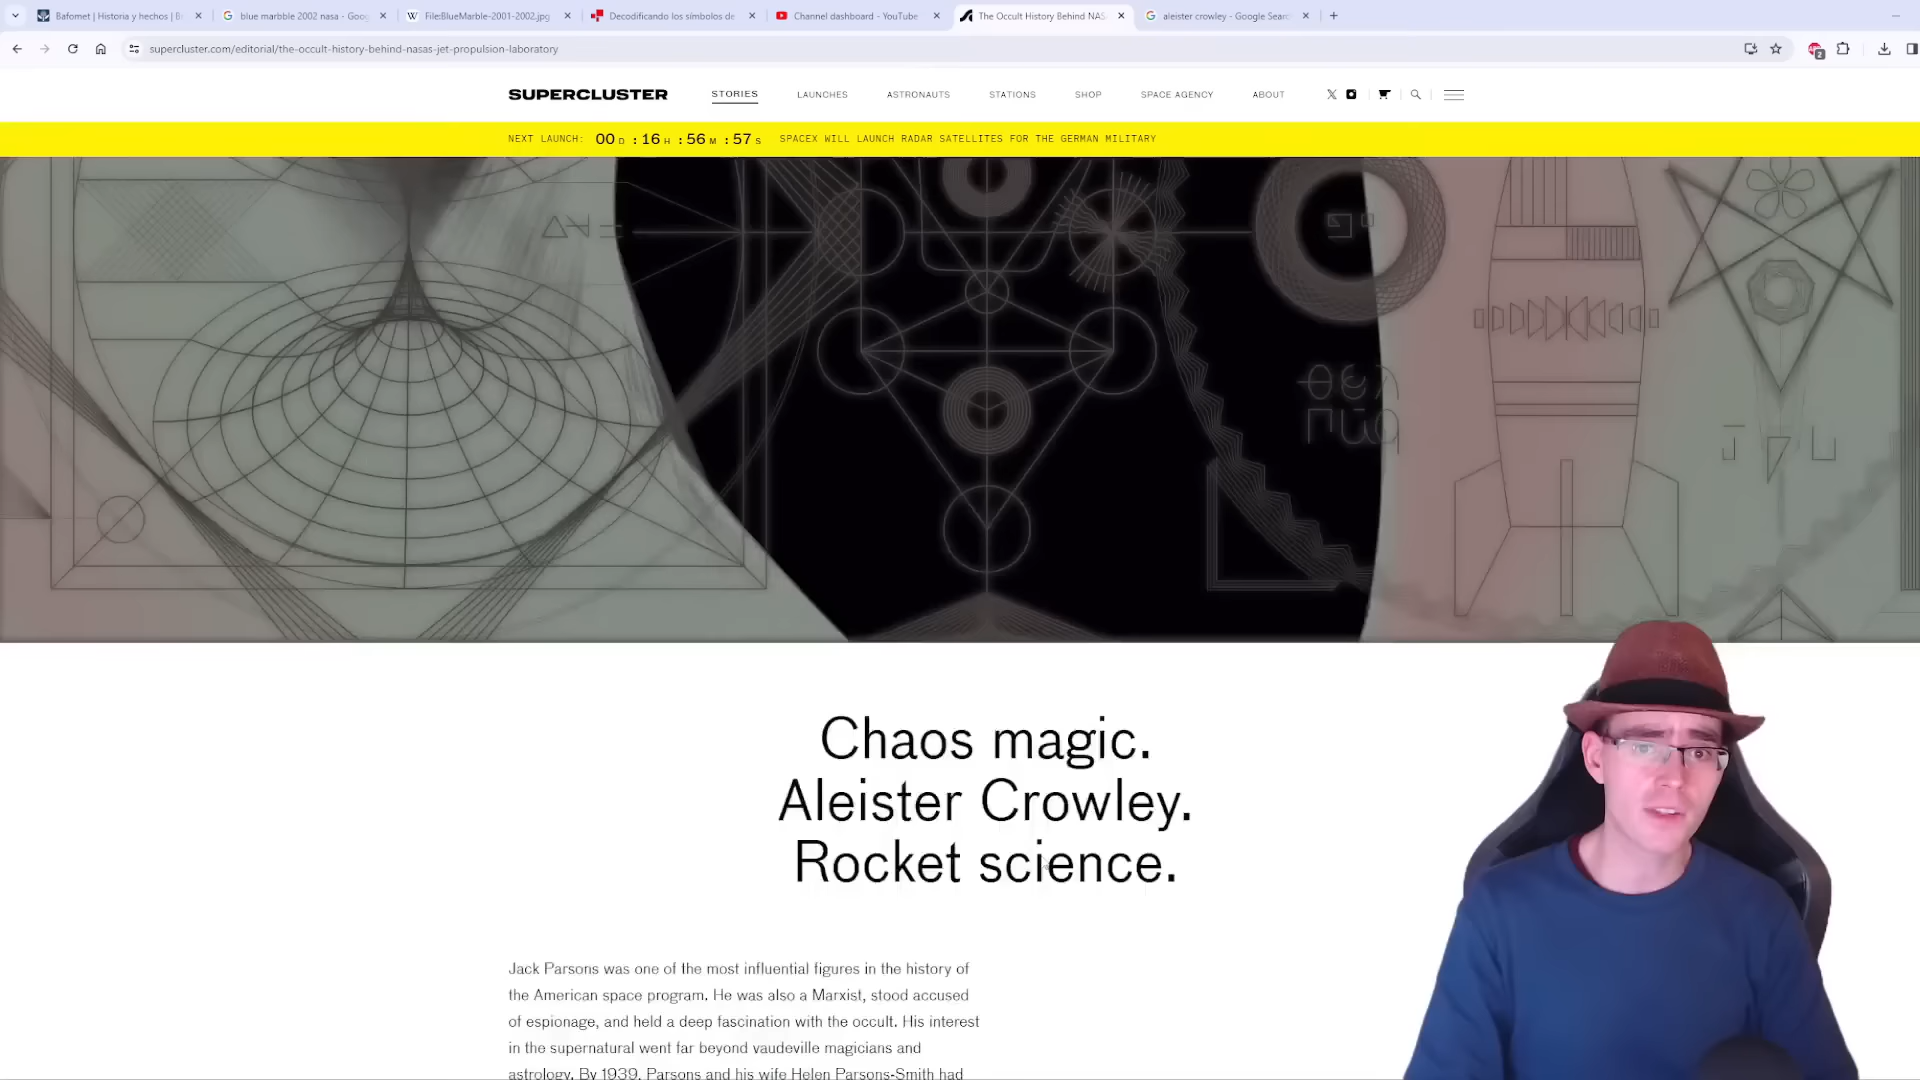 Bafomet | Historia y hechos | B
blue marbble 2002 nasa - Goog
File:BlueMarble-2001-2002.jpg
Decodificando los símbolos de
Channel dashboard - YouTube
The Occult History Behind NAS
aleister crowley - Google Searc
supercluster.com/editorial/the-occult-history-behind-nasas-jet-propulsion-laboratory
2
SUPERCLUSTER
STORIES
LAUNCHES
ASTRONAUTS
STATIONS
SHOP
SPACE AGENCY
ABOUT
NEXT LAUNCH: 00 D :16 H :56 M :57 S SPACEX WILL LAUNCH RADAR SATELLITES FOR THE GERMAN MILITARY
Chaos magic.
Aleister Crowley.
Rocket science.
Jack Parsons was one of the most influential figures in the history of
the American space program. He was also a Marxist, stood accused
of espionage, and held a deep fascination with the occult. His interest
in the supernatural went far beyond vaudeville magicians and
astrology. By 1939, Parsons and his wife Helen Parsons-Smith had